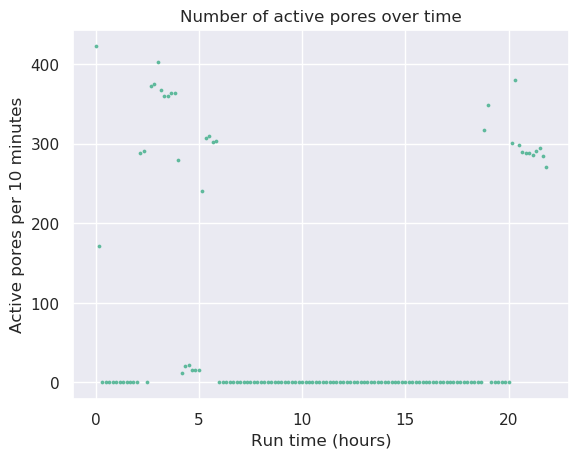 Number of active pores over time
Active pores per 10 minutes
400
300
200
100
0
0 5 10 15 20
Run time (hours)